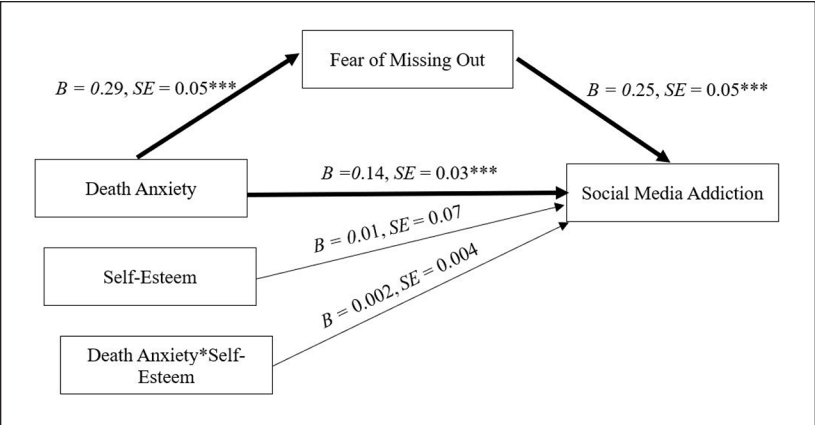 Fear of Missing Out
B = 0.29, SE = 0.05***
B = 0.25, SE = 0.05***
Death Anxiety
B =0.14, SE = 0.03***
Social Media Addiction
B = 0.01, SE = 0.07
Self-Esteem
B = 0.002, SE = 0.004
Death Anxiety*Self-
Esteem